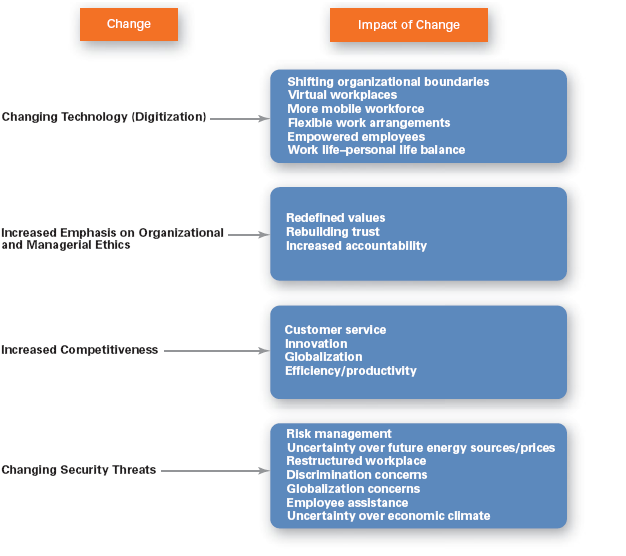 Change
Impact of Change
Changing Technology (Digitization)
Shifting organizational boundaries
Virtual workplaces
More mobile workforce
Flexible work arrangements
Empowered employees
Work life–personal life balance
Increased Emphasis on Organizational
and Managerial Ethics
Redefined values
Rebuilding trust
Increased accountability
Increased Competitiveness
Customer service
Innovation
Globalization
Efficiency/productivity
Changing Security Threats
Risk management
Uncertainty over future energy sources/prices
Restructured workplace
Discrimination concerns
Globalization concerns
Employee assistance
Uncertainty over economic climate